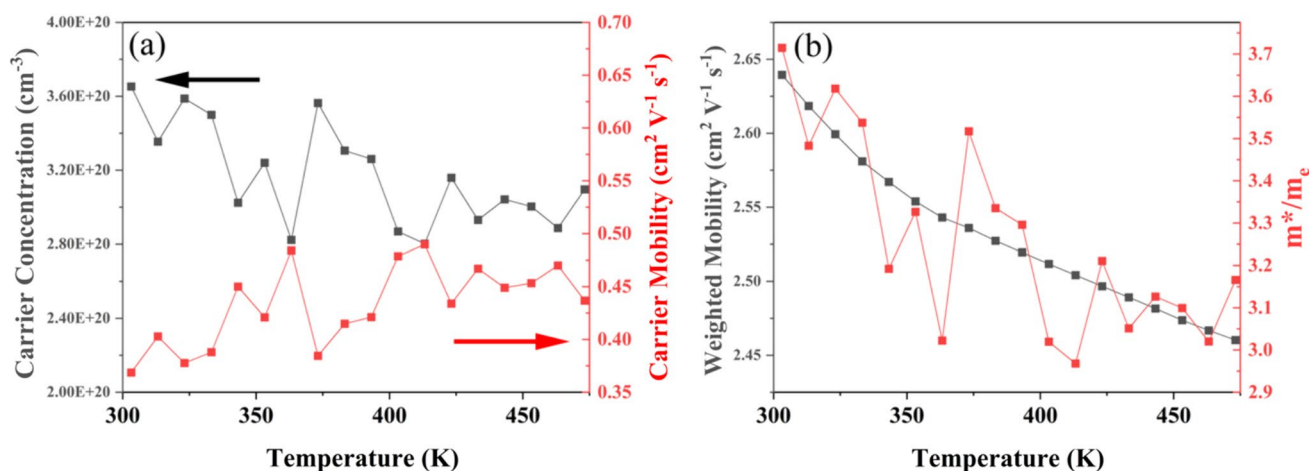 (a)
Carrier Concentration (cm⁻³)
4.00E+20
3.60E+20
3.20E+20
2.80E+20
2.40E+20
2.00E+20
0.70
0.65
0.60
0.55
0.50
0.45
0.40
0.35
Carrier Mobility (cm² V⁻¹ s⁻¹)
300
350
400
450
Temperature (K)
(b)
Weighted Mobility (cm² V⁻¹ s⁻¹)
2.65
2.60
2.55
2.50
2.45
3.7
3.6
3.5
3.4
3.3
3.2
3.1
3.0
2.9
m*/mₑ
300
350
400
450
Temperature (K)